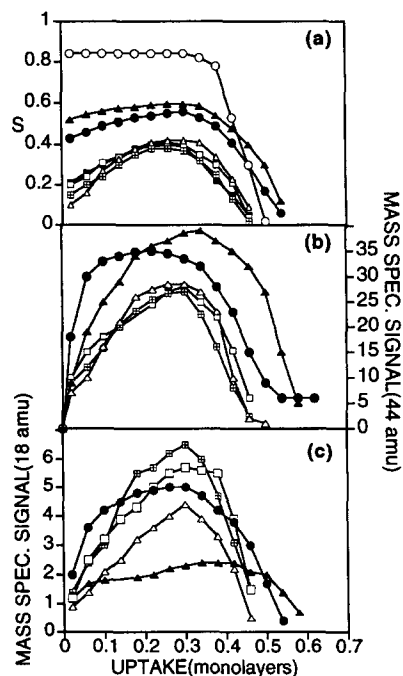 (a)
1
0.8
0.6
S
0.4
0.2
0
(b)
35
30
25
20
15
10
5
0
MASS SPEC. SIGNAL(44 amu)
(c)
6
5
4
3
2
1
0
MASS SPEC. SIGNAL(18 amu)
0 0.1 0.2 0.3 0.4 0.5 0.6 0.7
UPTAKE(monolayers)